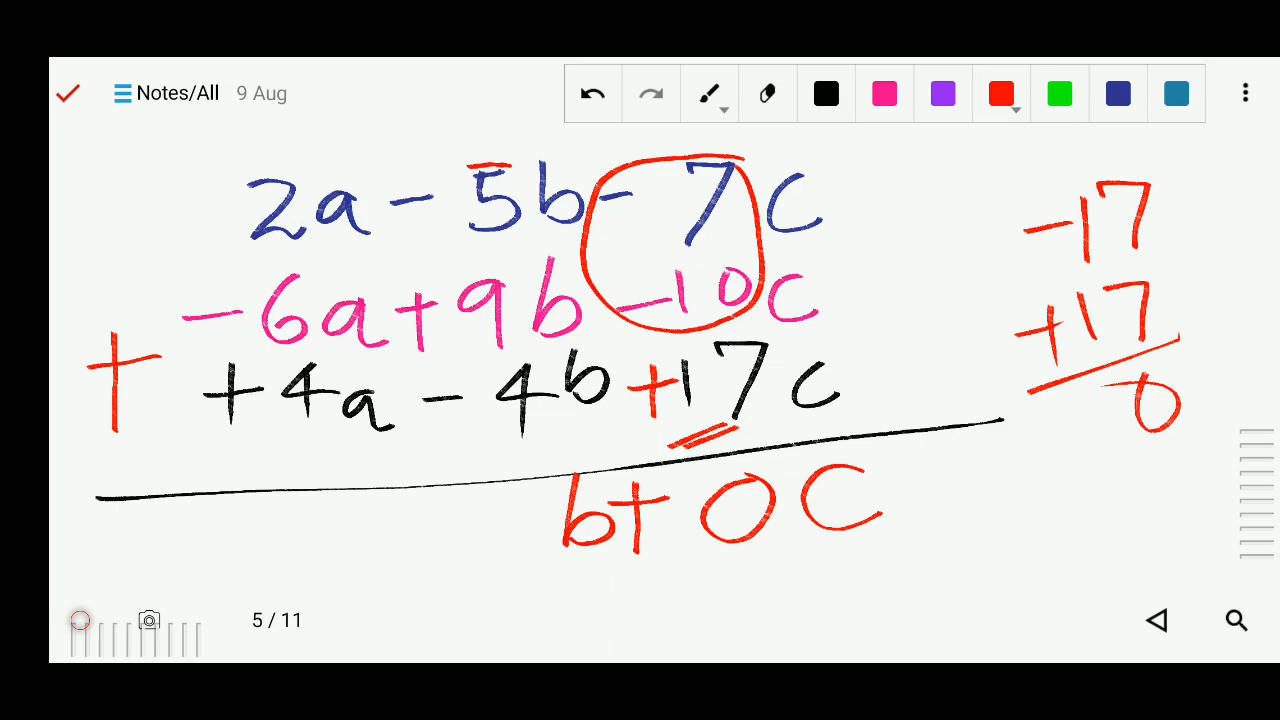 Notes/All 9 Aug
2a - 5b - 7c
-6a + 9b - 10c
+ +4a - 4b + 17c
b + 0c
-17
+17
0
5 / 11